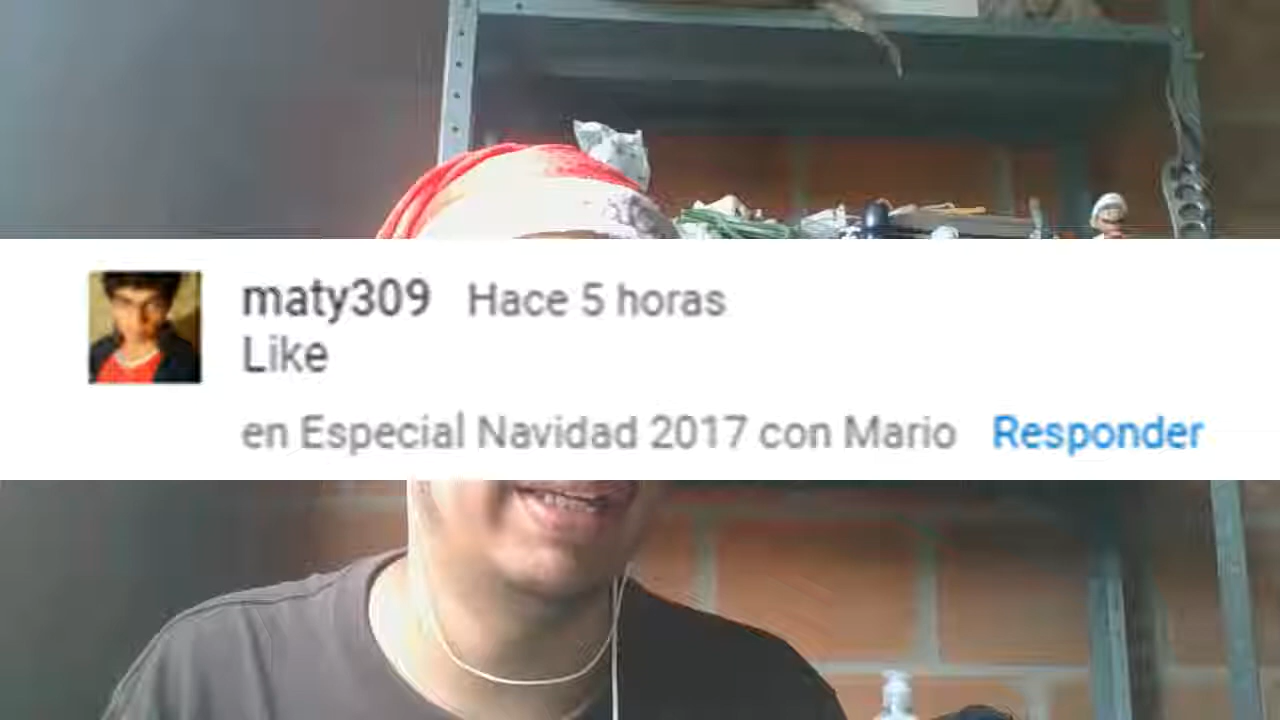 maty309 Hace 5 horas
Like
en Especial Navidad 2017 con Mario Responder